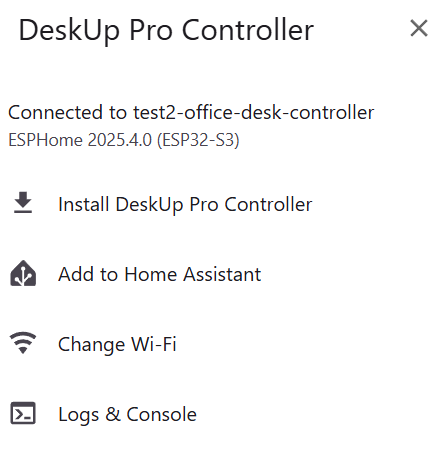 DeskUp Pro Controller
Connected to test2-office-desk-controller
ESPHome 2025.4.0 (ESP32-S3)
Install DeskUp Pro Controller
Add to Home Assistant
Change Wi-Fi
Logs & Console